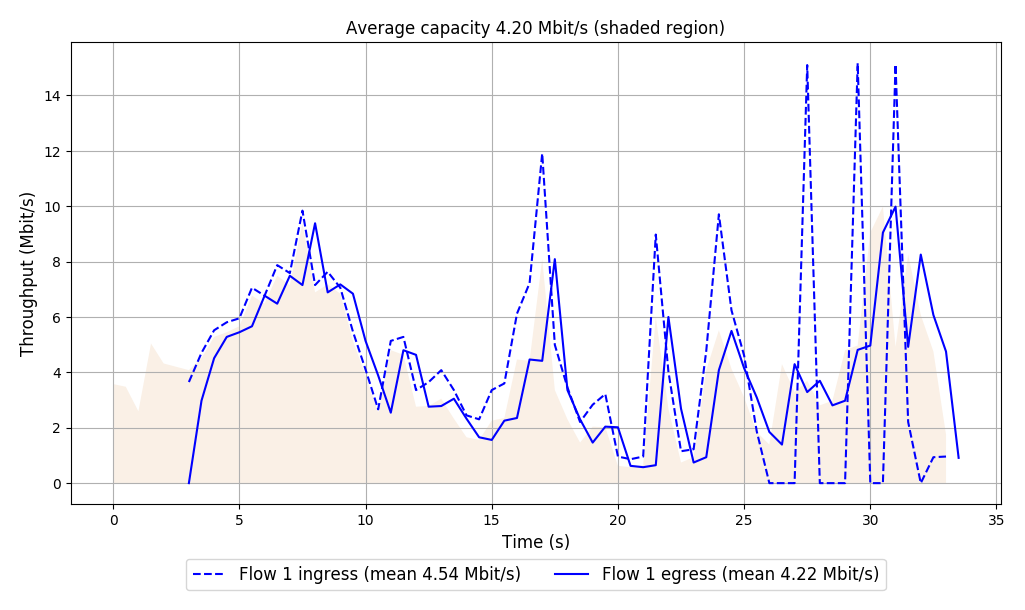 Average capacity 4.20 Mbit/s (shaded region)
14
12
10
8
6
4
2
0
Throughput (Mbit/s)
0 5 10 15 20 25 30 35
Time (s)
Flow 1 ingress (mean 4.54 Mbit/s) Flow 1 egress (mean 4.22 Mbit/s)